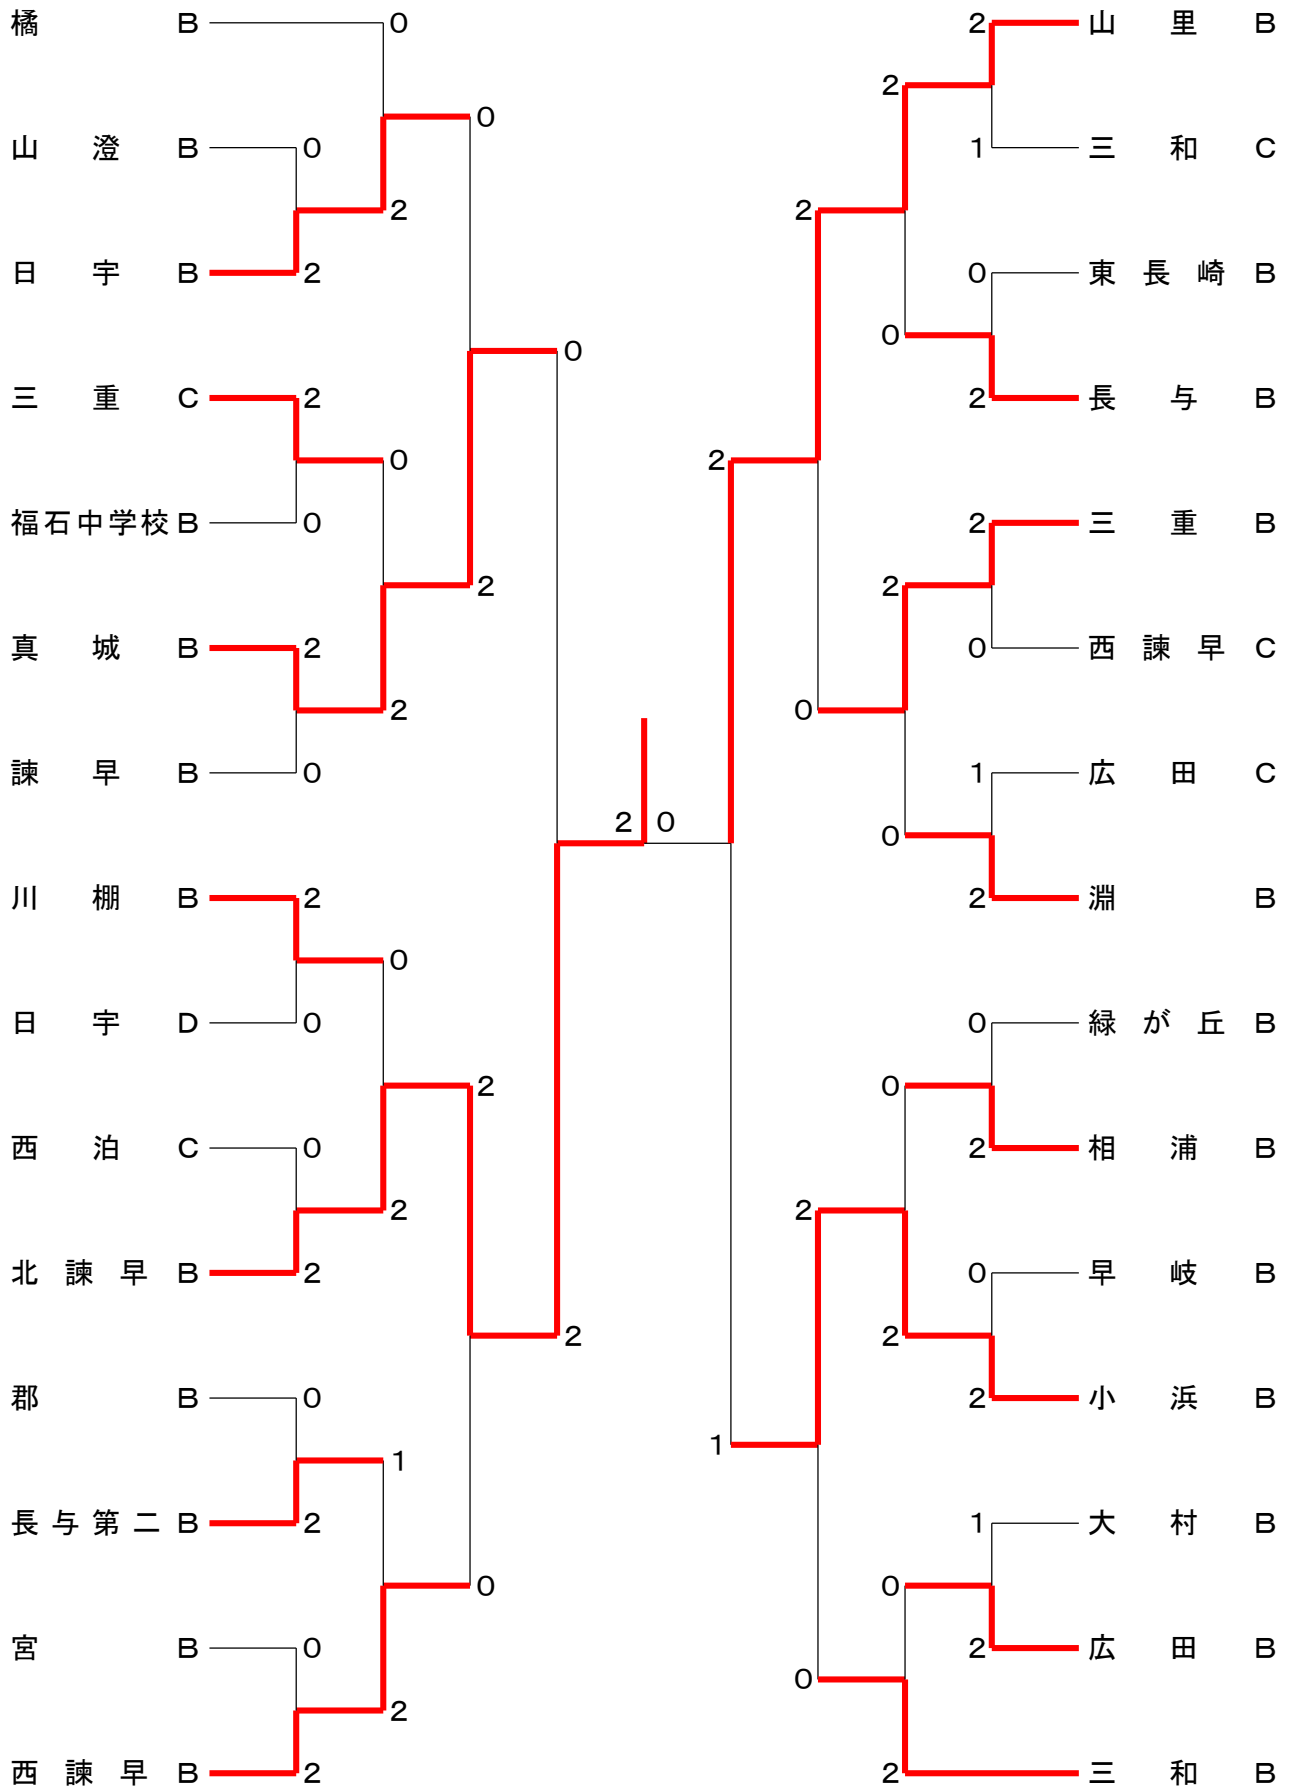 橘 B 0 2 山里 B
2
0
山澄 B 0 1 三和 C
2 2
日宇 B 2 0 東長崎 B
0
0
三重 C 2 2 長与 B
0 2
福石中学校 B 0 2 三重 B
2 2
真城 B 2 0 西諫早 C
2 0
諫早 B 0 1 広田 C
2 0
0
川棚 B 2 2 淵 B
0
日宇 D 0 0 緑が丘 B
2 0
西泊 C 0 2 相浦 B
2 2
北諫早 B 2 0 早岐 B
2 2
郡 B 0 2 小浜 B
1 1
長与第二 B 2 1 大村 B
0 0
宮 B 0 2 広田 B
0
2
西諫早 B 2 2 三和 B